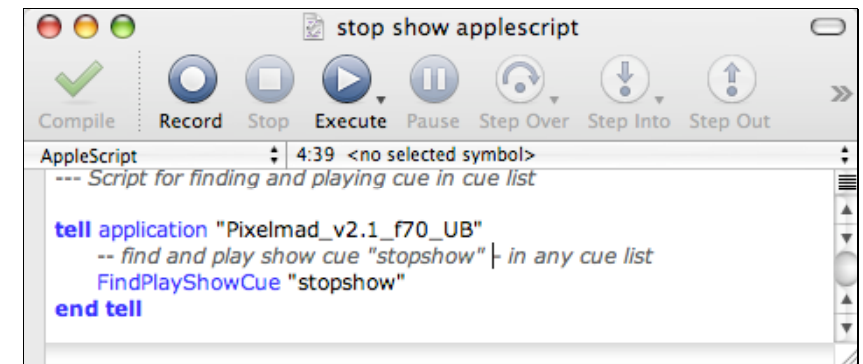 stop show applescript
Compile Record Stop Execute Pause Step Over Step Into Step Out
AppleScript 4:39 <no selected symbol>
--- Script for finding and playing cue in cue list
tell application "Pixelmad_v2.1_f70_UB"
-- find and play show cue "stopshow" - in any cue list
FindPlayShowCue "stopshow"
end tell